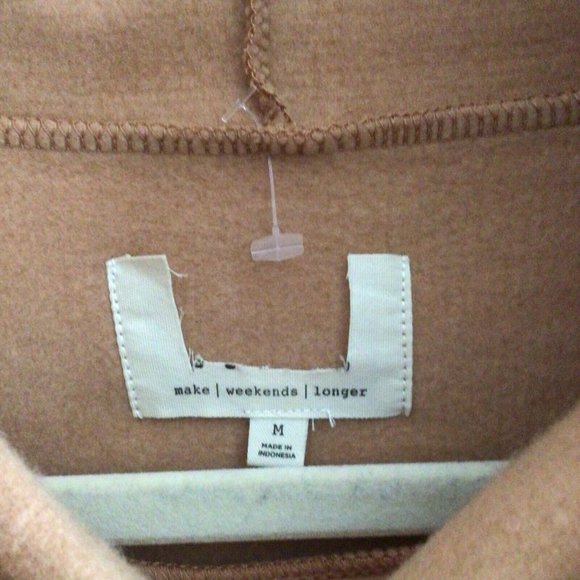 make | weekends | longer
M
MADE IN
INDONESIA